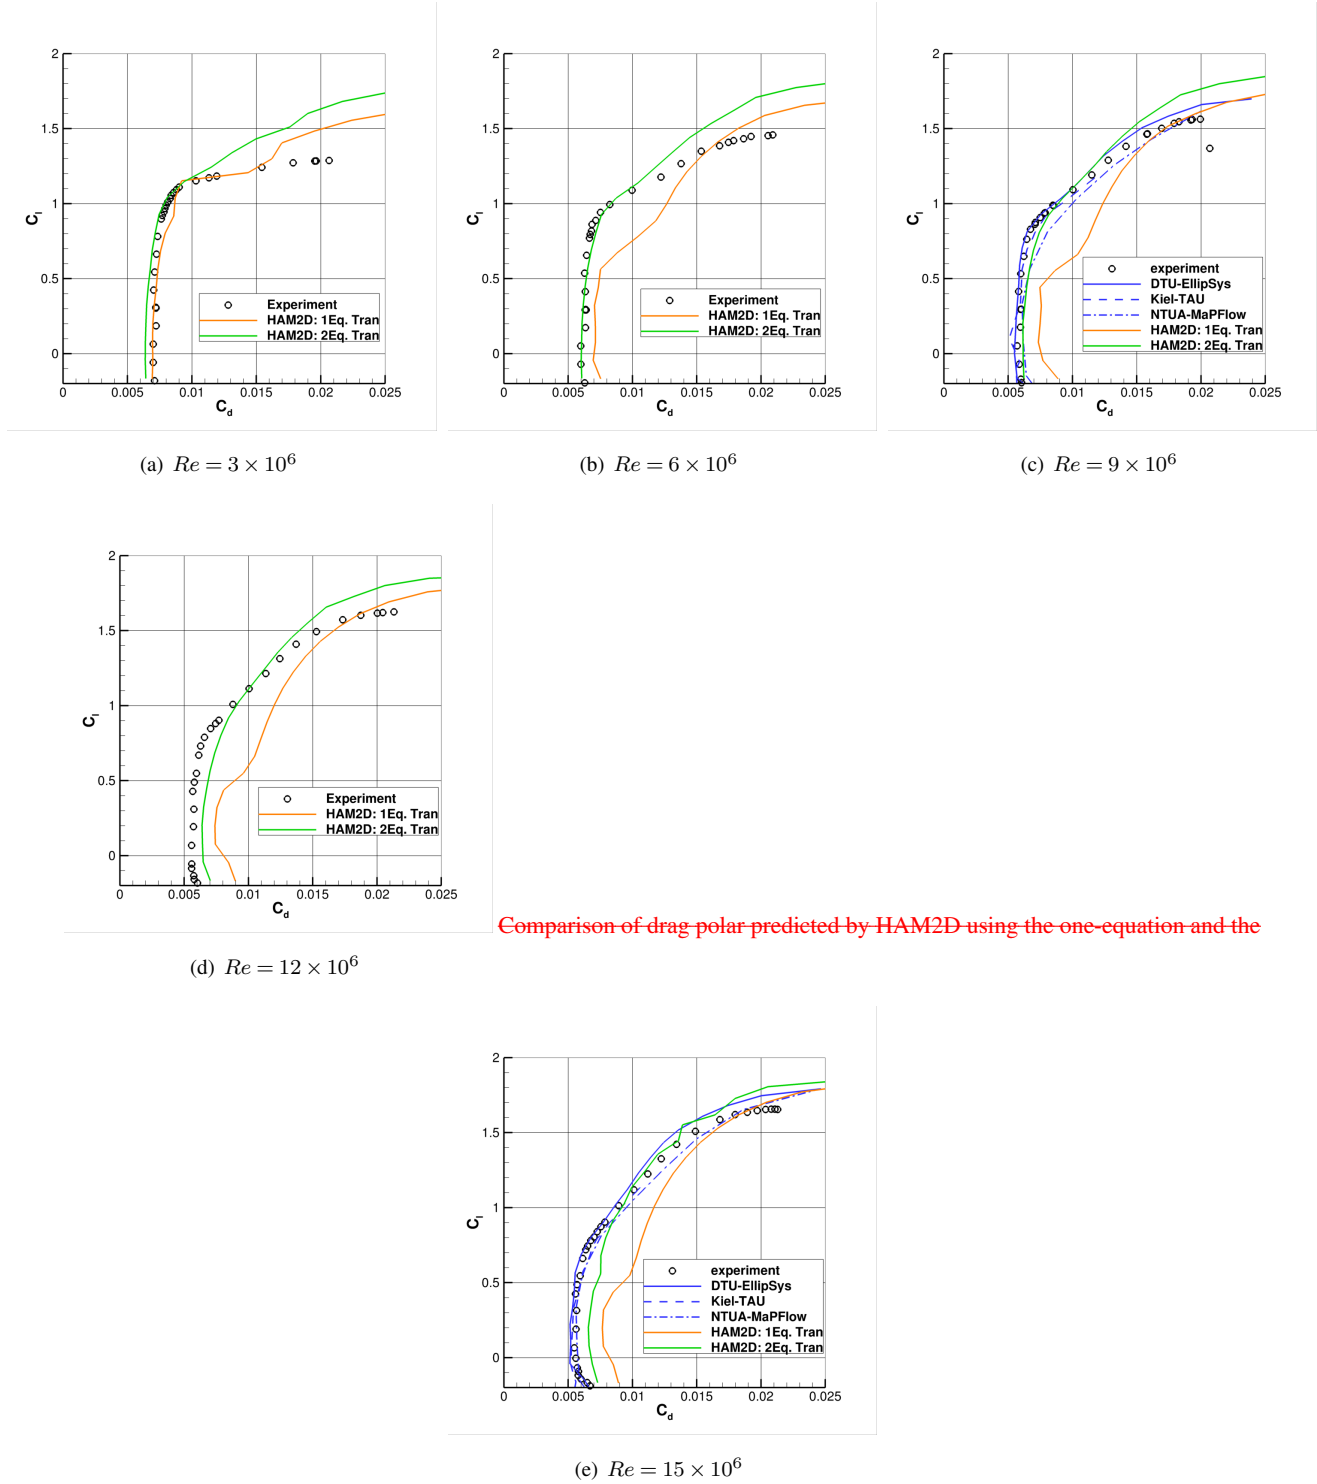 2
1.5
1
0.5
0
C_l
0 0.005 0.01 0.015 0.02 0.025
C_d
Experiment
HAM2D: 1Eq. Tran
HAM2D: 2Eq. Tran
(a) Re = 3 × 10^6
2
1.5
1
0.5
0
C_l
0 0.005 0.01 0.015 0.02 0.025
C_d
Experiment
HAM2D: 1Eq. Tran
HAM2D: 2Eq. Tran
(b) Re = 6 × 10^6
2
1.5
1
0.5
0
C_l
0 0.005 0.01 0.015 0.02 0.025
C_d
experiment
DTU-EllipSys
Kiel-TAU
NTUA-MaPFlow
HAM2D: 1Eq. Tran
HAM2D: 2Eq. Tran
(c) Re = 9 × 10^6
2
1.5
1
0.5
0
C_l
0 0.005 0.01 0.015 0.02 0.025
C_d
Experiment
HAM2D: 1Eq. Tran
HAM2D: 2Eq. Tran
Comparison of drag polar predicted by HAM2D using the one-equation and the
(d) Re = 12 × 10^6
2
1.5
1
0.5
0
C_l
0 0.005 0.01 0.015 0.02 0.025
C_d
experiment
DTU-EllipSys
Kiel-TAU
NTUA-MaPFlow
HAM2D: 1Eq. Tran
HAM2D: 2Eq. Tran
(e) Re = 15 × 10^6